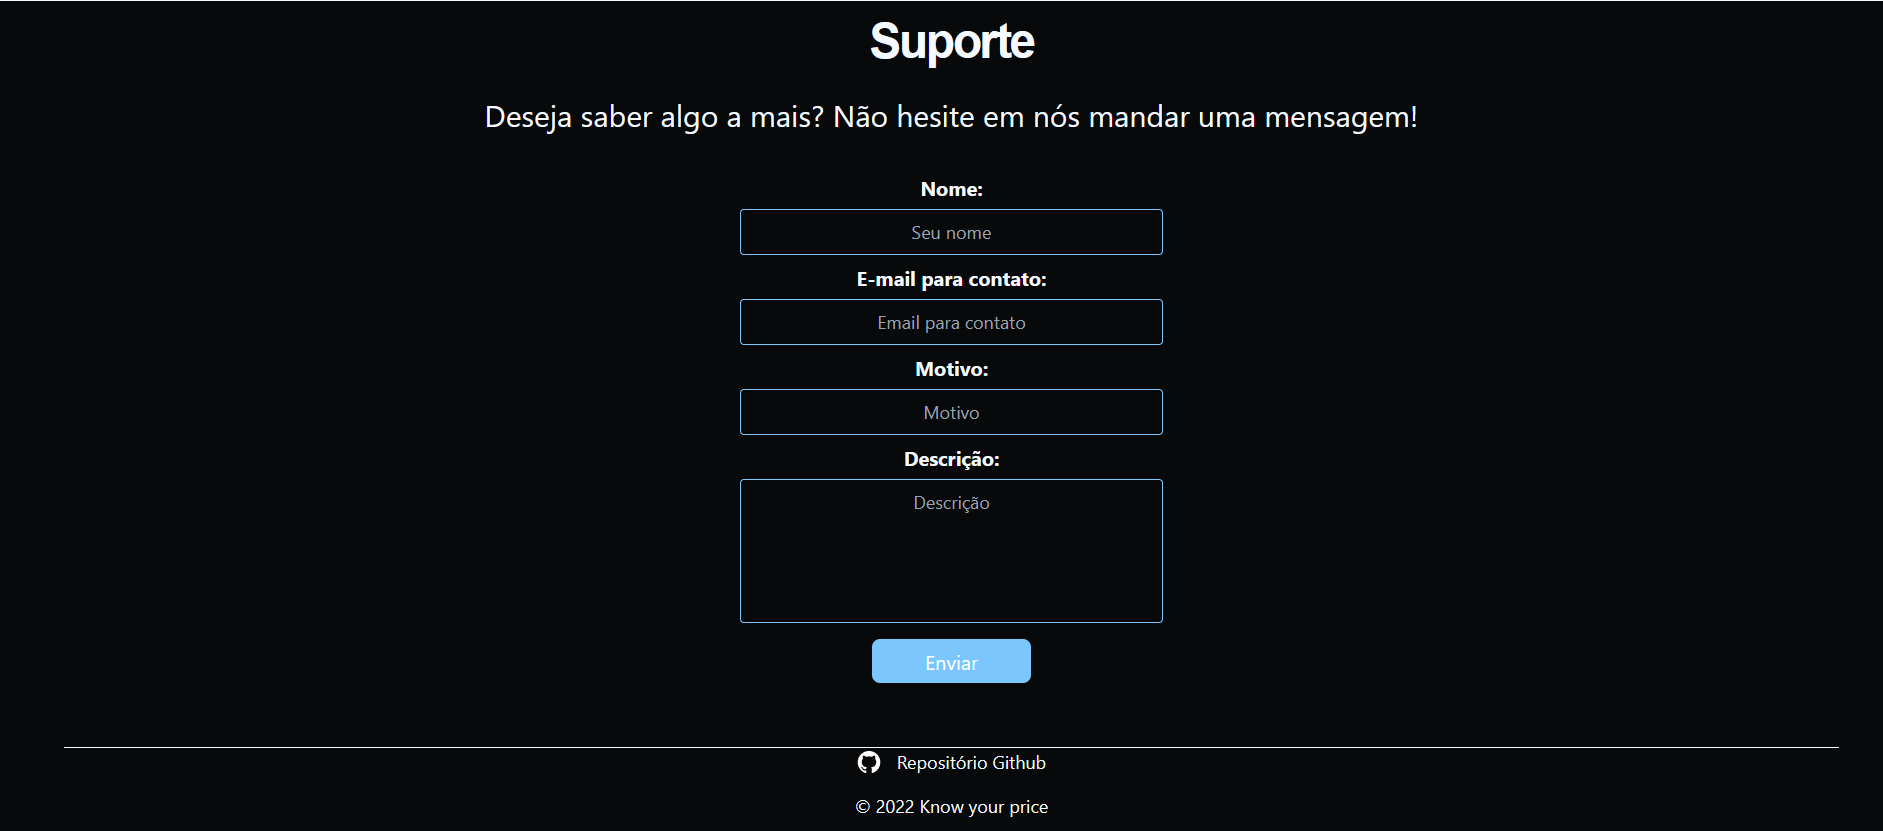 Suporte
Deseja saber algo a mais? Não hesite em nós mandar uma mensagem!
Nome:
Seu nome
E-mail para contato:
Email para contato
Motivo:
Motivo
Descrição:
Descrição
Enviar
Repositório Github
© 2022 Know your price